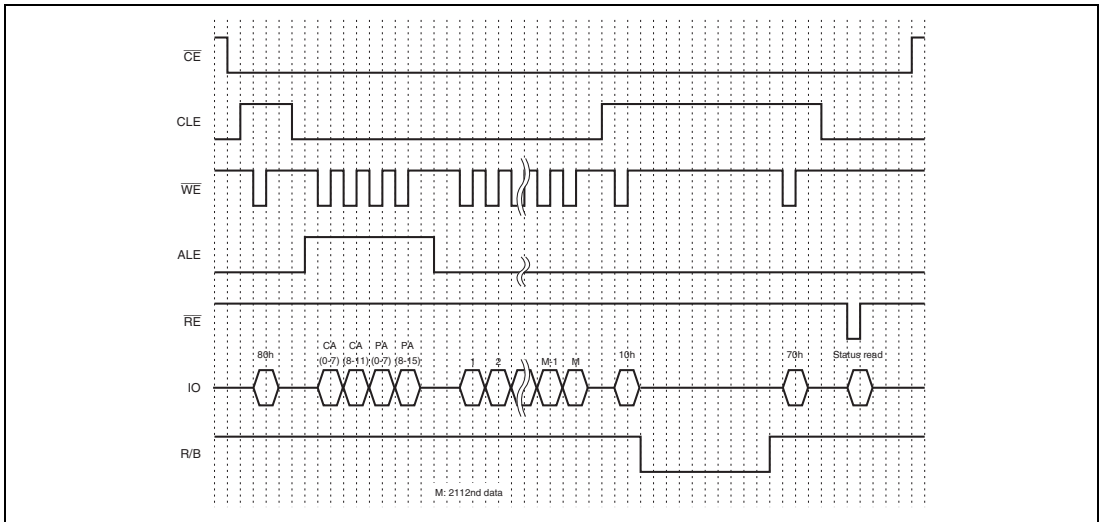 CE
CLE
WE
ALE
RE
CA CA PA PA
80h (0-7) (8-11) (0-7) (8-15) 1 2 M-1 M 10h 70h Status read
IO
R/B
M: 2112nd data